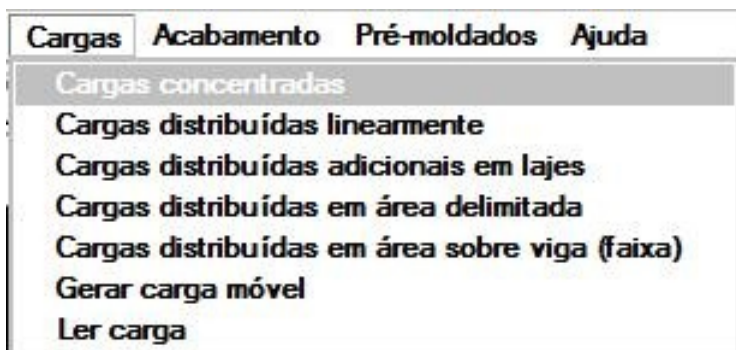 Cargas Acabamento Pré-moldados Ajuda
Cargas concentradas
Cargas distribuídas linearmente
Cargas distribuídas adicionais em lajes
Cargas distribuídas em área delimitada
Cargas distribuídas em área sobre viga (faixa)
Gerar carga móvel
Ler carga